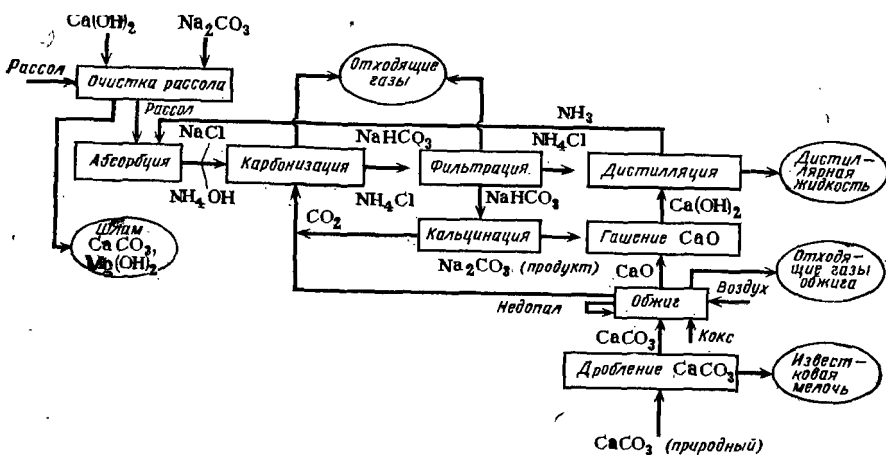 Ca(OH)2
Na2CO3
Рассол
Очистка рассола
Рассол
Отходящие
газы
NH3
NaCl
NaHCO3
NH4Cl
Абсорбция
Карбонизация
Фильтрация
Дистилляция
Дистил-
лярная
жидкость
NH4OH
NH4Cl
NaHCO3
Ca(OH)2
CO2
Шлам
CaCO3,
Mg(OH)2
Кальцинация
Гашение CaO
Na2CO3 (продукт)
CaO
Отходя-
щие газы
обжига
Недопал
Обжиг
Воздух
CaCO3
Кокс
Дробление CaCO3
Извест-
ковая
мелочь
CaCO3 (природный)